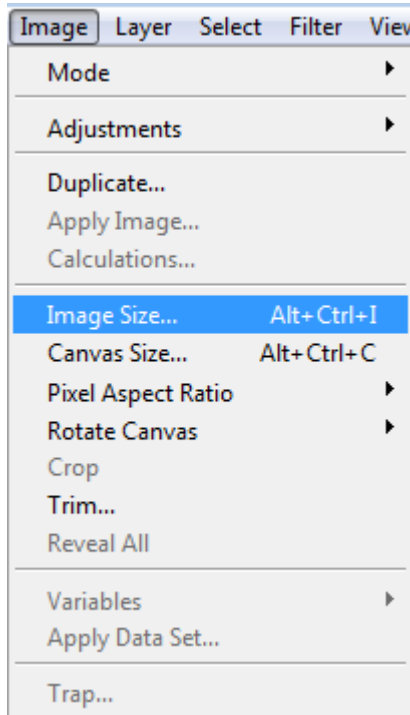 Image Layer Select Filter View
Mode
Adjustments
Duplicate...
Apply Image...
Calculations...
Image Size... Alt+Ctrl+I
Canvas Size... Alt+Ctrl+C
Pixel Aspect Ratio
Rotate Canvas
Crop
Trim...
Reveal All
Variables
Apply Data Set...
Trap...